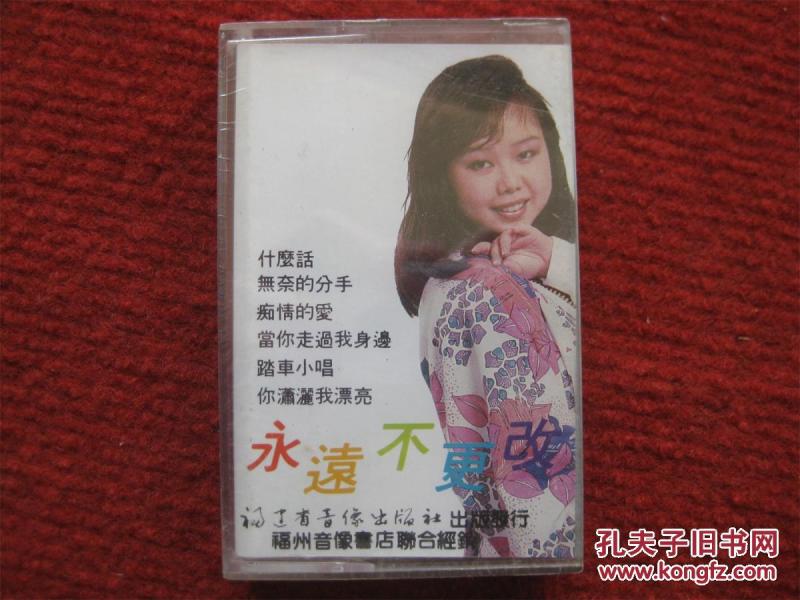 什麼話
無奈的分手
痴情的愛
當你走過我身邊
踏車小唱
你瀟灑我漂亮
永遠不更改
福建省音像出版社 出版發行
福州音像書店聯合經銷
孔夫子旧书网
www.kongfz.com